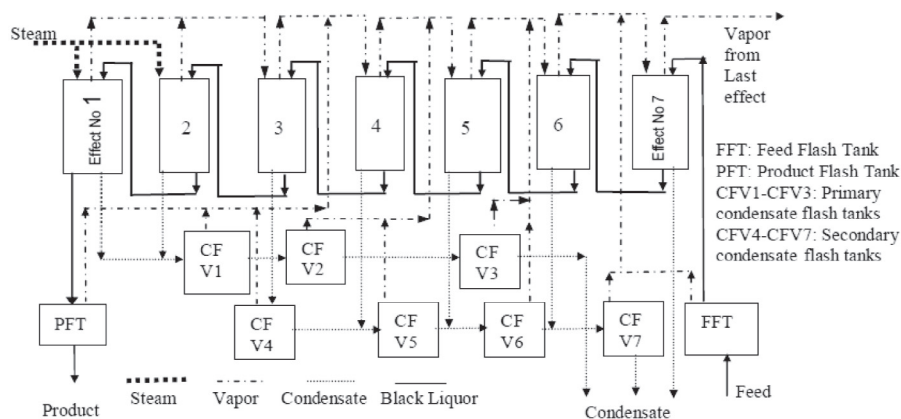 Steam
Vapor
from
Last
effect
Effect No 1
2
3
4
5
6
Effect No 7
FFT: Feed Flash Tank
PFT: Product Flash Tank
CFV1-CFV3: Primary
condensate flash tanks
CFV4-CFV7: Secondary
condensate flash tanks
CF
V1
CF
V2
CF
V3
PFT
CF
V4
CF
V5
CF
V6
CF
V7
FFT
Product
Steam
Vapor
Condensate
Black Liquor
Condensate
Feed